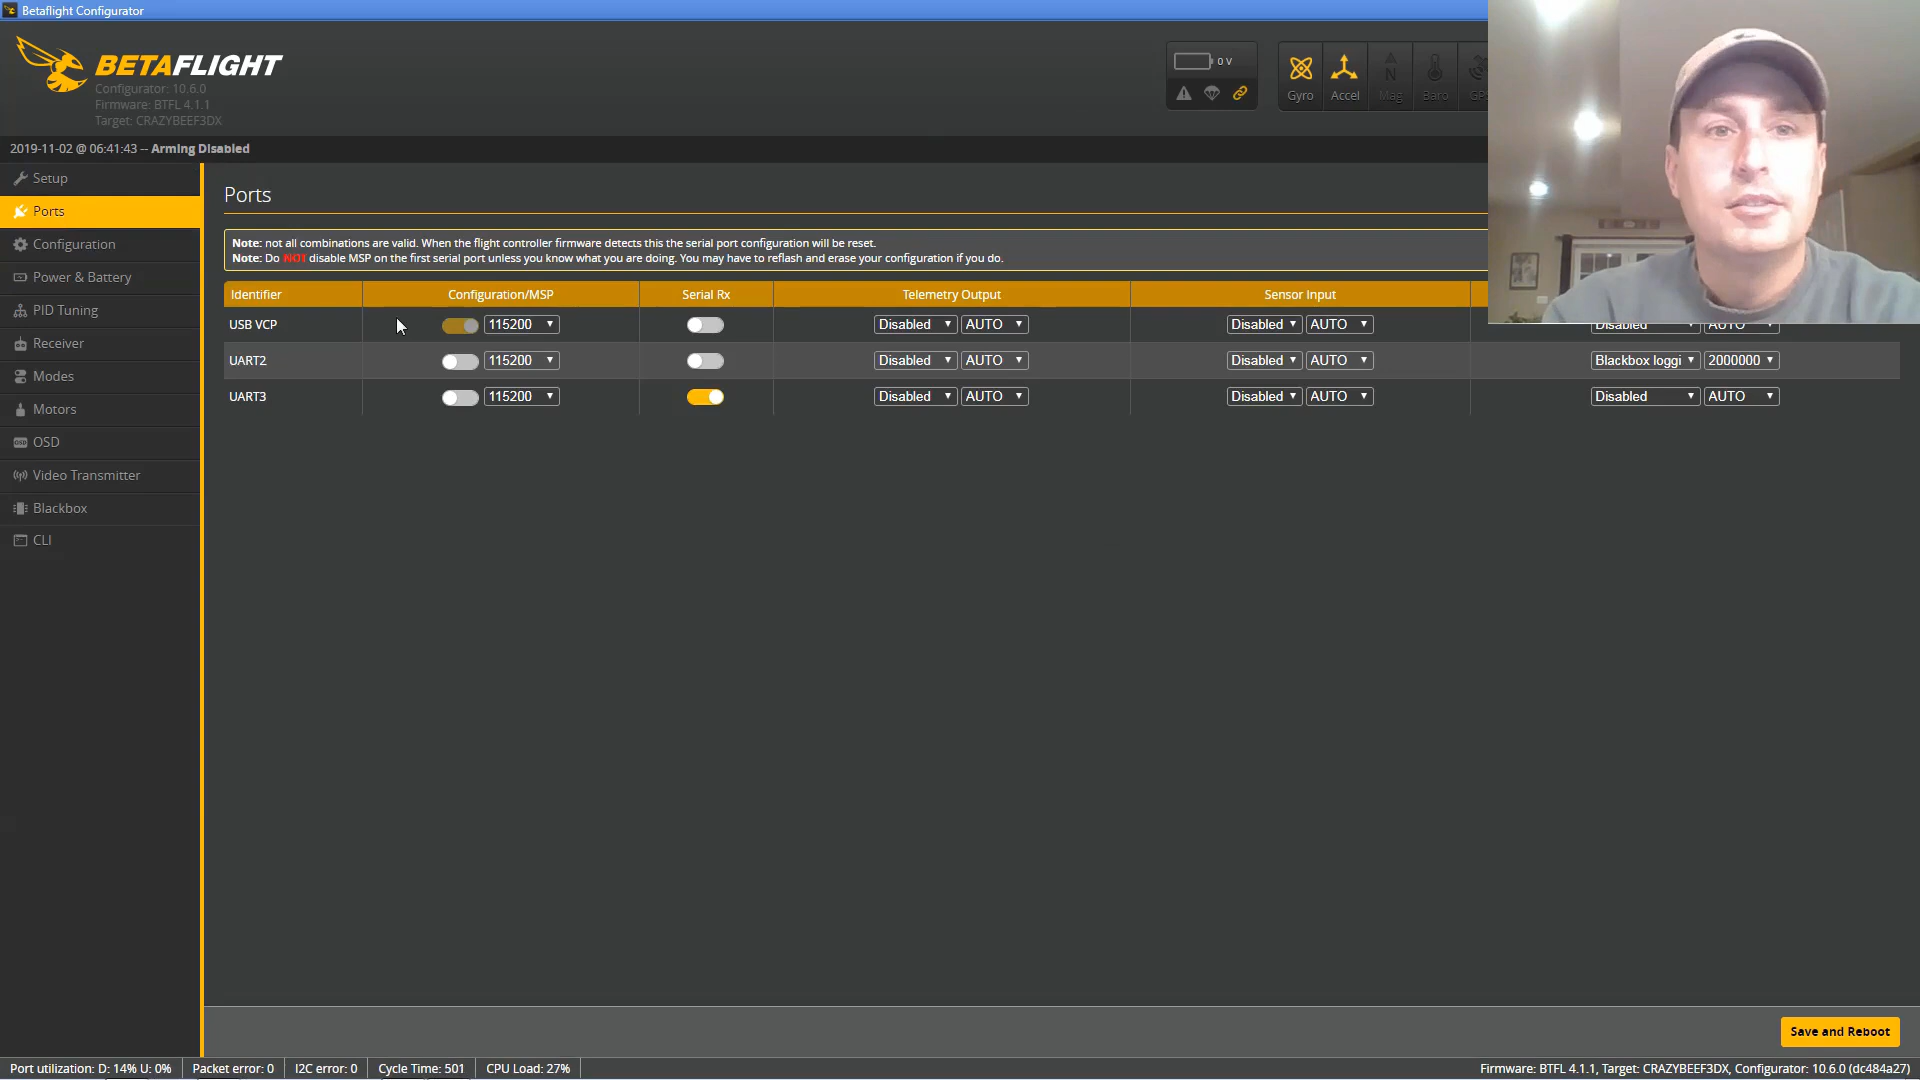 Betaflight Configurator
BETAFLIGHT
Configurator: 10.6.0
Firmware: BTFL 4.1.1
Target: CRAZYBEEF3DX
0 V
Gyro Accel Mag Baro
2019-11-02 @ 06:41:43 -- Arming Disabled
Setup
Ports
Configuration
Power & Battery
PID Tuning
Receiver
Modes
Motors
OSD
Video Transmitter
Blackbox
CLI
Ports
Note: not all combinations are valid. When the flight controller firmware detects this the serial port configuration will be reset.
Note: Do NOT disable MSP on the first serial port unless you know what you are doing. You may have to reflash and erase your configuration if you do.
Identifier Configuration/MSP Serial Rx Telemetry Output Sensor Input
USB VCP 115200 Disabled AUTO Disabled AUTO Disabled AUTO
UART2 115200 Disabled AUTO Disabled AUTO Blackbox loggi 2000000
UART3 115200 Disabled AUTO Disabled AUTO Disabled AUTO
Save and Reboot
Port utilization: D: 14% U: 0% Packet error: 0 I2C error: 0 Cycle Time: 501 CPU Load: 27% Firmware: BTFL 4.1.1, Target: CRAZYBEEF3DX, Configurator: 10.6.0 (dc484a27)